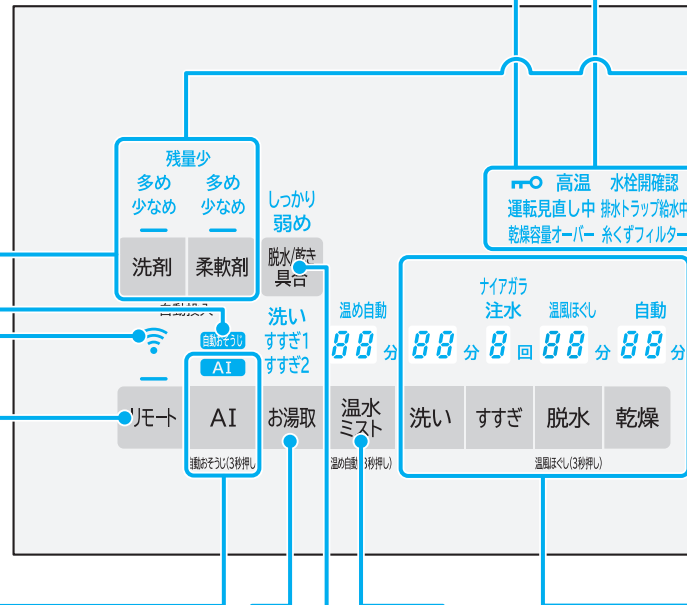 残量少
多め 多め
少なめ 少なめ
洗剤 柔軟剤
自動投入
しっかり
弱め
脱水/乾き
具合
高温 水栓開確認
運転見直し中 排水トラップ給水中
乾燥容量オーバー 糸くずフィルター
自動おそうじ
AI
洗い
すすぎ1
すすぎ2
温め自動
88 分
ナイアガラ
注水
温風ほぐし
自動
88 分 8 回 88 分 88 分
リモート
AI
お湯取
温水
ミスト
洗い
すすぎ
脱水
乾燥
自動おそうじ(3秒押し
温め自動(3秒押し)
温風ほぐし(3秒押し)